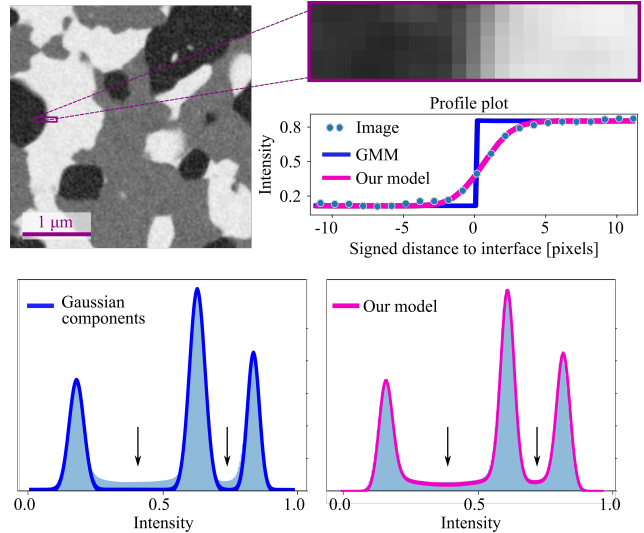 1 μm
Profile plot
Image
GMM
Our model
Intensity
0.8
0.5
0.2
-10 -5 0 5 10
Signed distance to interface [pixels]
Gaussian
components
0.0 0.5 1.0
Intensity
Our model
0.0 0.5 1.0
Intensity